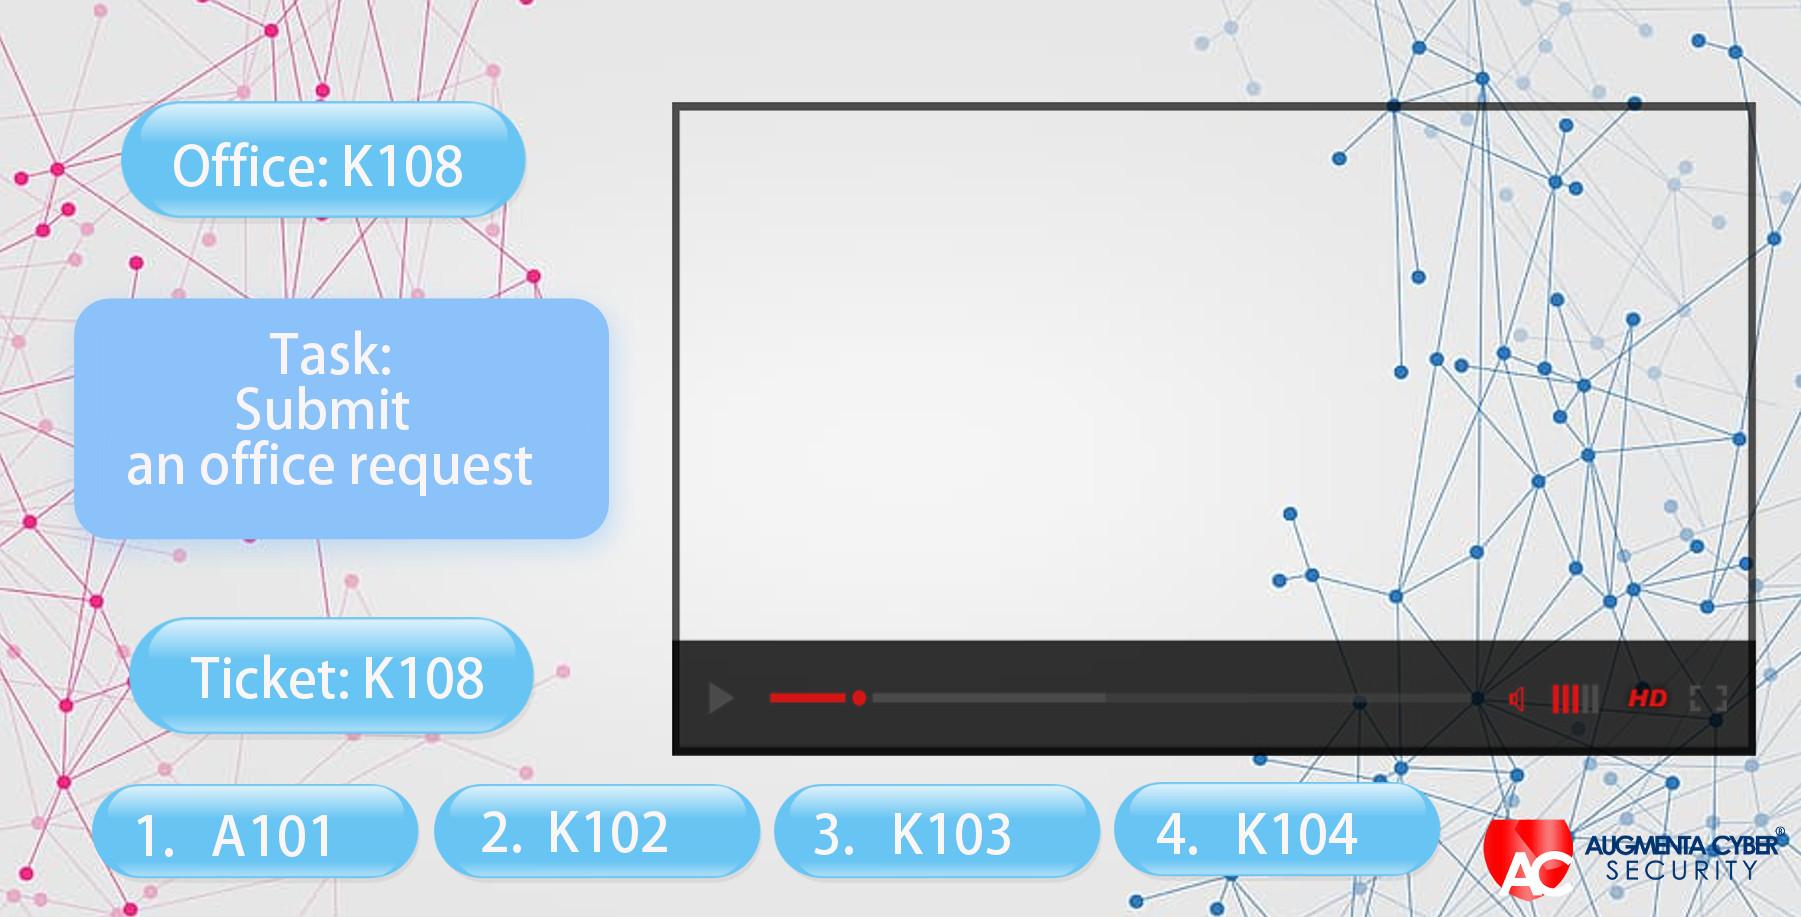 Office: K108
Task:
Submit
an office request
Ticket: K108
HD
1. A101
2. K102
3. K103
4. K104
AC
AUGMENTA CYBER®
SECURITY